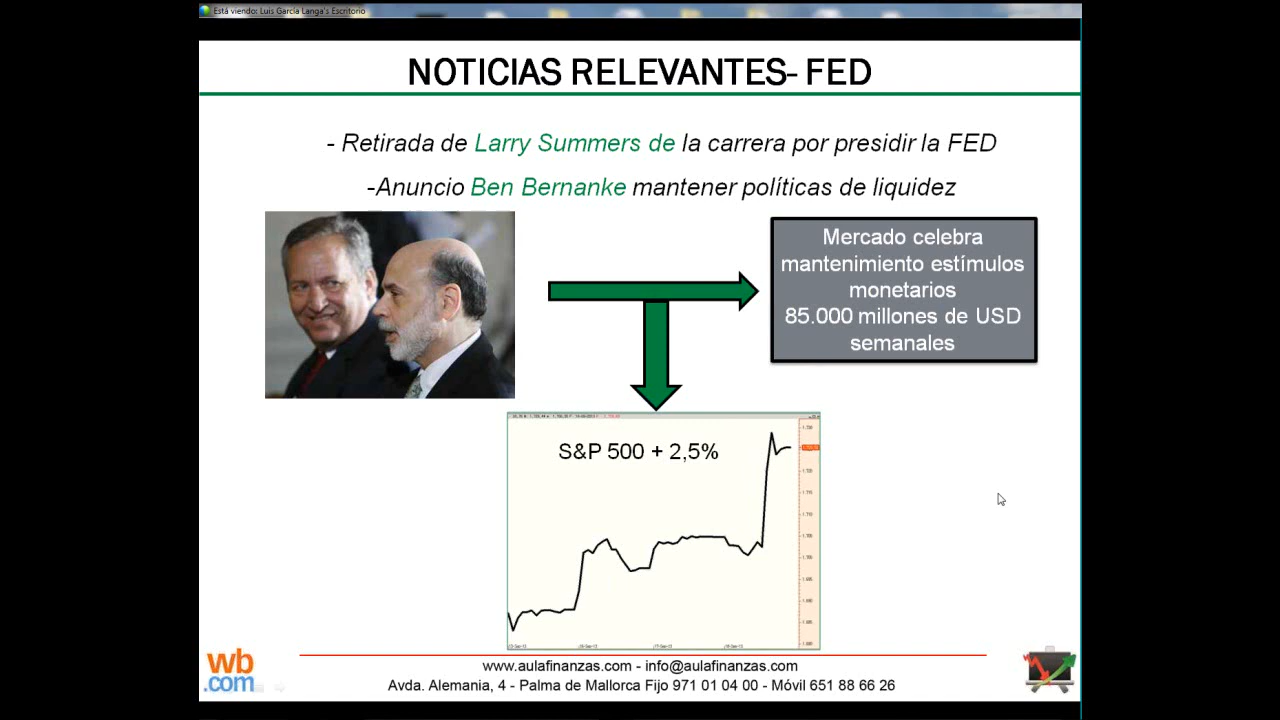 Está viendo: Luis García Langa's Escritorio
NOTICIAS RELEVANTES- FED
- Retirada de Larry Summers de la carrera por presidir la FED
-Anuncio Ben Bernanke mantener políticas de liquidez
Mercado celebra
mantenimiento estímulos
monetarios
85.000 millones de USD
semanales
S&P 500 + 2,5%
wb
.com
www.aulafinanzas.com - info@aulafinanzas.com
Avda. Alemania, 4 - Palma de Mallorca Fijo 971 01 04 00 - Móvil 651 88 66 26